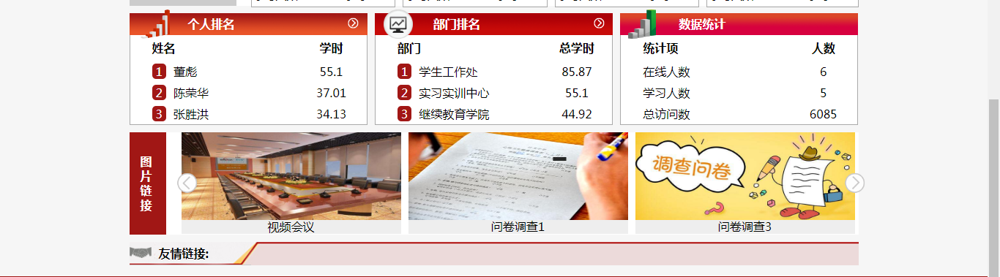 个人排名
姓名 学时
1 董彪 55.1
2 陈荣华 37.01
3 张胜洪 34.13
部门排名
部门 总学时
1 学生工作处 85.87
2 实习实训中心 55.1
3 继续教育学院 44.92
数据统计
统计项 人数
在线人数 6
学习人数 5
总访问数 6085
图片链接
调查问卷
视频会议
问卷调查1
问卷调查3
友情链接: